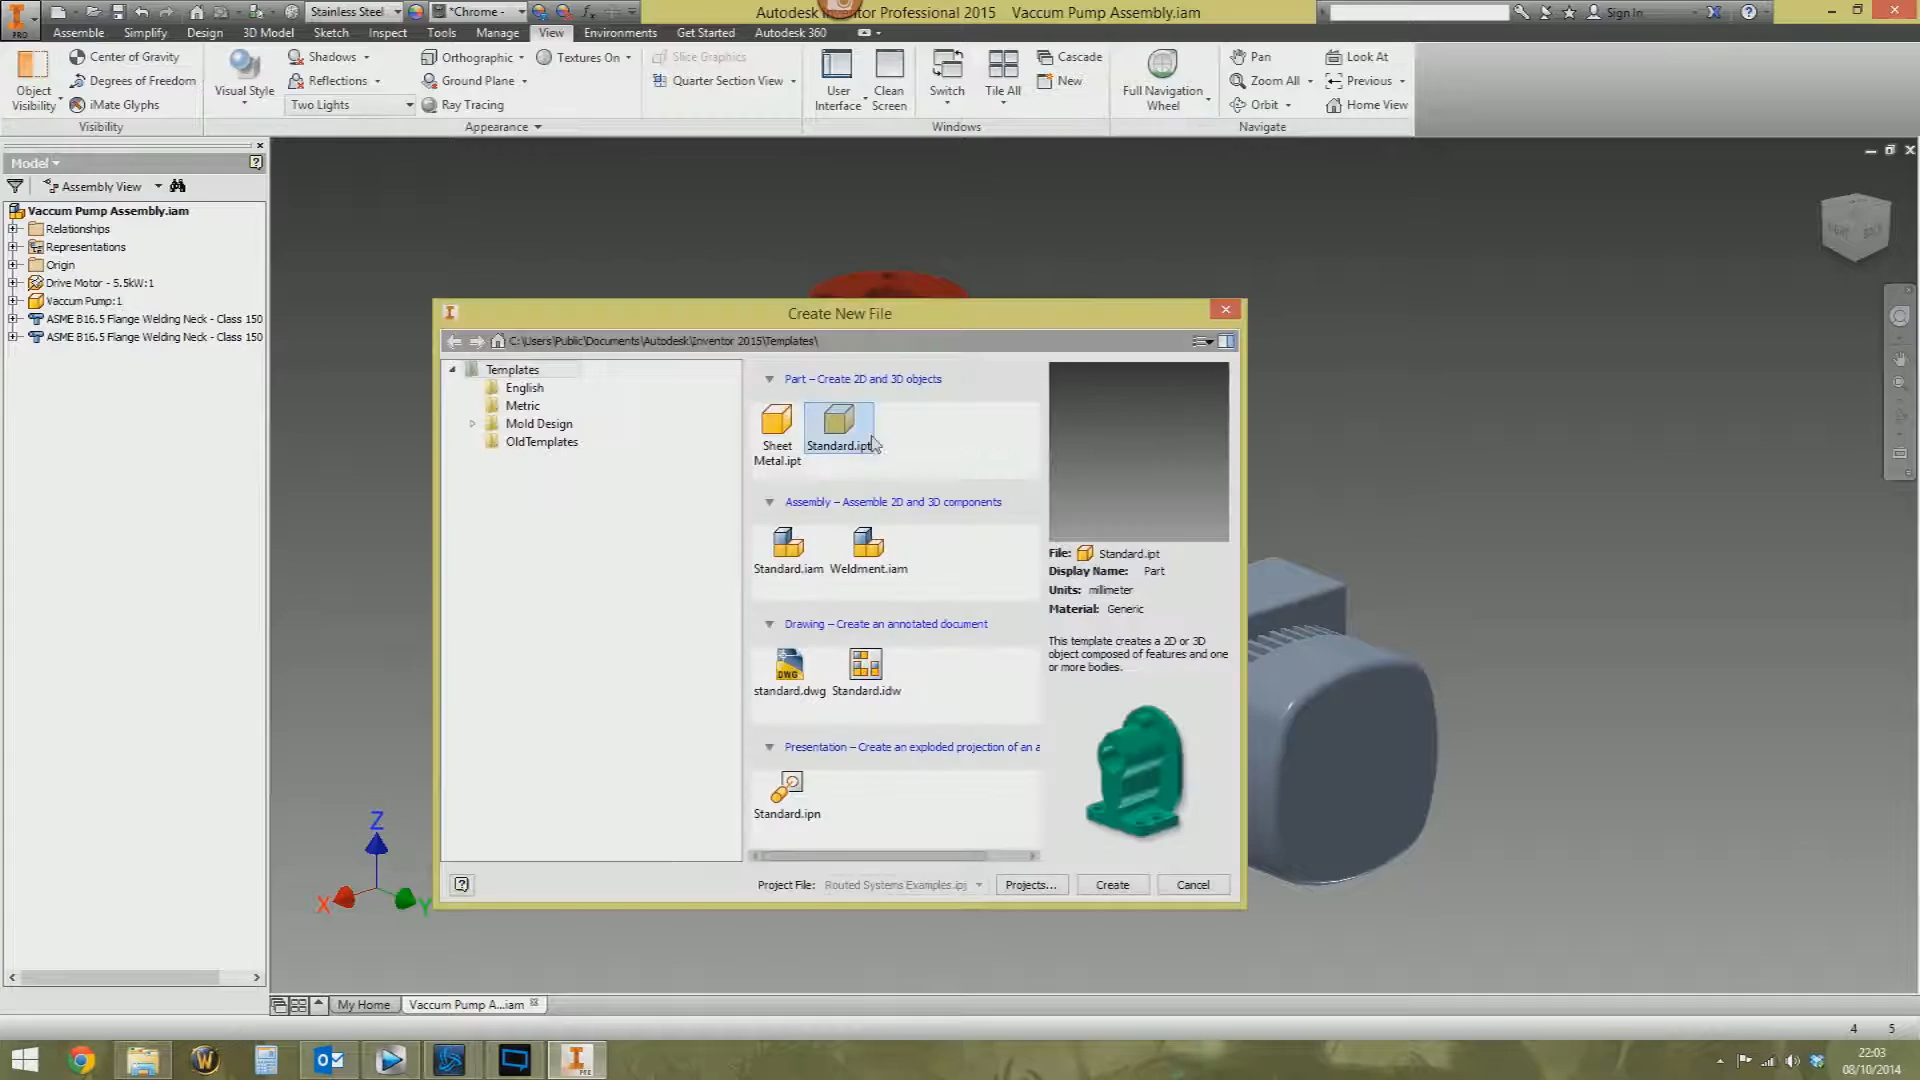 Stainless Steel
*Chrome -
Autodesk Inventor Professional 2015 Vaccum Pump Assembly.iam
Sign In
PRO
Assemble Simplify Design 3D Model Sketch Inspect Tools Manage View Environments Get Started Autodesk 360
Center of Gravity
Degrees of Freedom
iMate Glyphs
Object Visibility
Visibility
Visual Style
Shadows
Reflections
Two Lights
Orthographic
Ground Plane
Ray Tracing
Textures On
Appearance
Slice Graphics
Quarter Section View
User Interface
Clean Screen
Switch
Tile All
Cascade
New
Windows
Full Navigation Wheel
Pan
Zoom All
Orbit
Look At
Previous
Home View
Navigate
Model
Assembly View
Vaccum Pump Assembly.iam
Relationships
Representations
Origin
Drive Motor - 5.5kW:1
Vaccum Pump:1
ASME B16.5 Flange Welding Neck - Class 150
ASME B16.5 Flange Welding Neck - Class 150
RIGHT BACK
Create New File
C:\Users\Public\Documents\Autodesk\Inventor 2015\Templates\
Templates
English
Metric
Mold Design
OldTemplates
Part – Create 2D and 3D objects
Sheet Metal.ipt
Standard.ipt
Assembly – Assemble 2D and 3D components
Standard.iam Weldment.iam
Drawing – Create an annotated document
DWG
standard.dwg Standard.idw
Presentation – Create an exploded projection of an a
Standard.ipn
File: Standard.ipt
Display Name: Part
Units: millimeter
Material: Generic
This template creates a 2D or 3D
object composed of features and one
or more bodies.
Project File: Routed Systems Examples.ipj
Projects... Create Cancel
Z
X
Y
My Home Vaccum Pump A...iam
4 5
22:03
08/10/2014